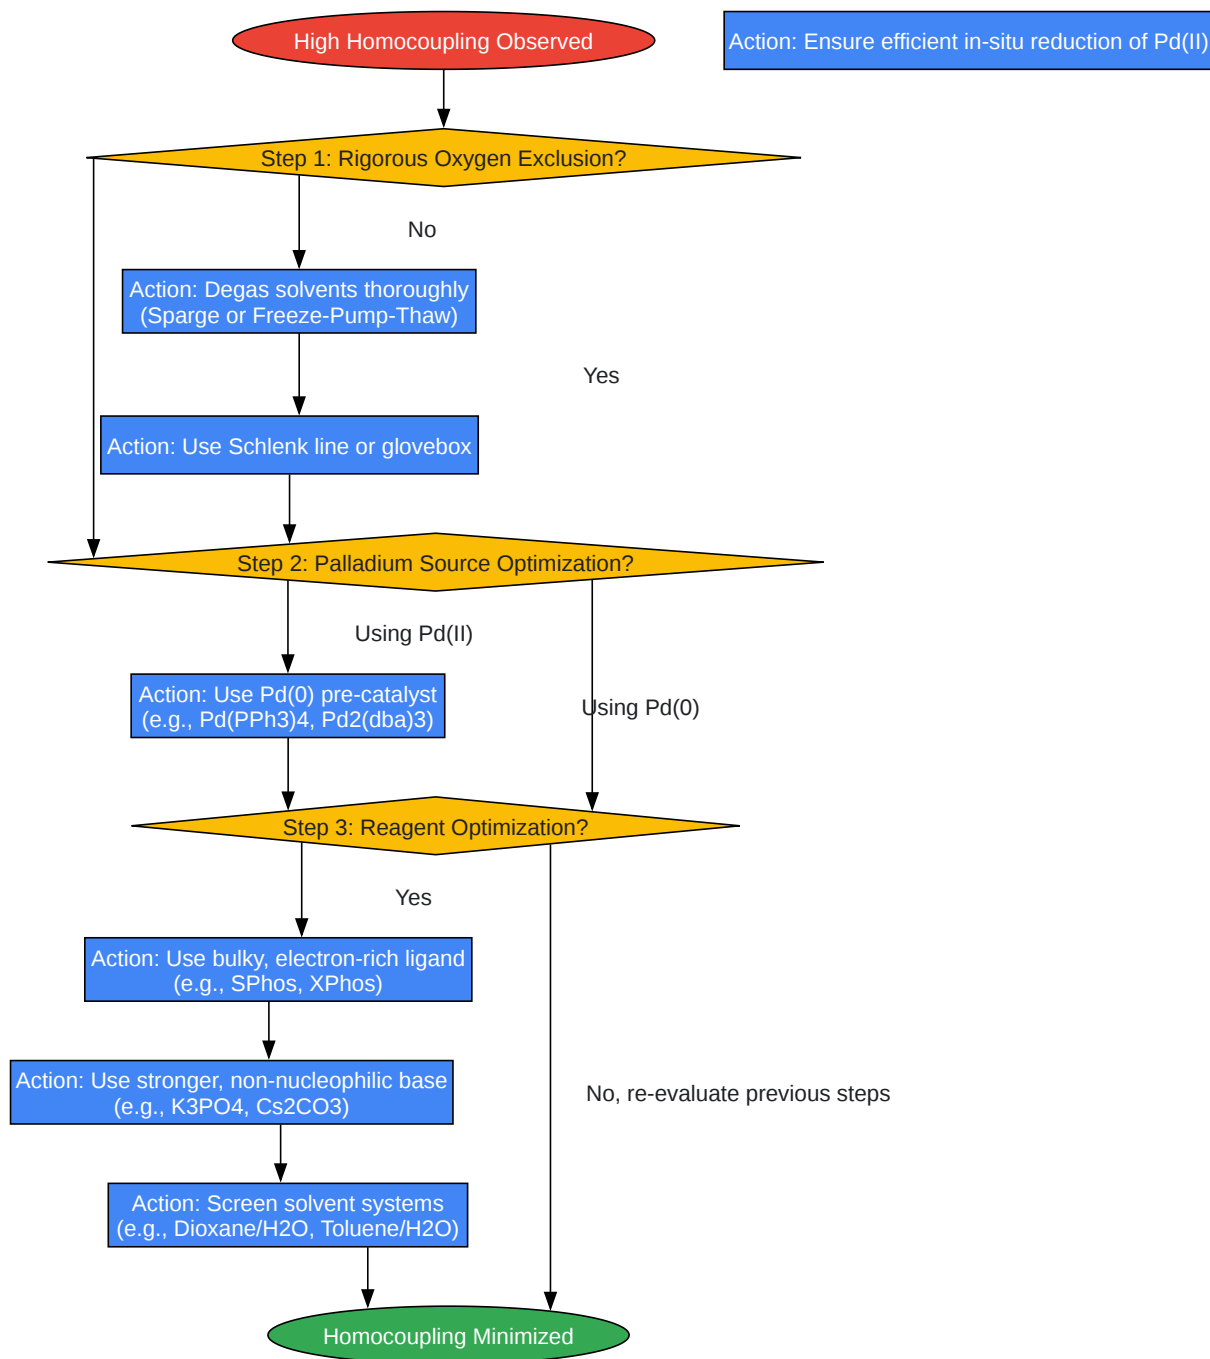 High Homocoupling Observed
Action: Ensure efficient in-situ reduction of Pd(II)
Step 1: Rigorous Oxygen Exclusion?
No
Action: Degas solvents thoroughly
(Sparge or Freeze-Pump-Thaw)
Yes
Action: Use Schlenk line or glovebox
Step 2: Palladium Source Optimization?
Using Pd(II)
Action: Use Pd(0) pre-catalyst
(e.g., Pd(PPh3)4, Pd2(dba)3)
Using Pd(0)
Step 3: Reagent Optimization?
Yes
Action: Use bulky, electron-rich ligand
(e.g., SPhos, XPhos)
Action: Use stronger, non-nucleophilic base
(e.g., K3PO4, Cs2CO3)
No, re-evaluate previous steps
Action: Screen solvent systems
(e.g., Dioxane/H2O, Toluene/H2O)
Homocoupling Minimized